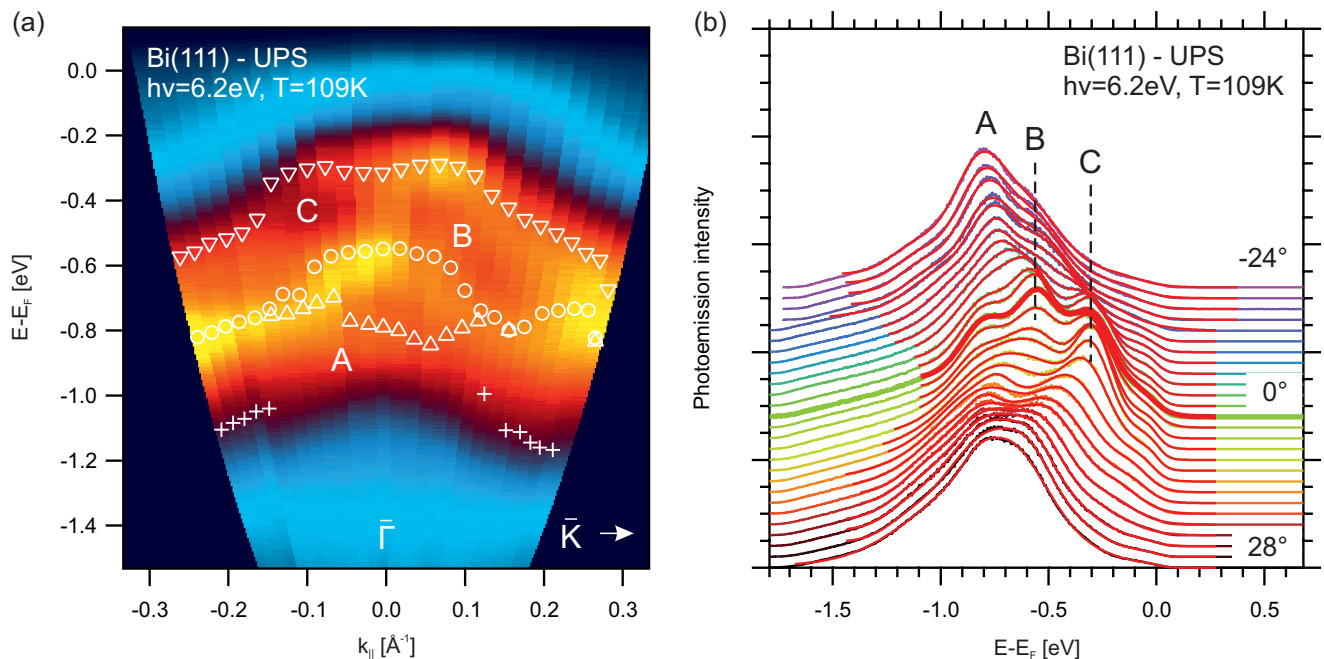 (a)
Bi(111) - UPS
hν=6.2eV, T=109K
0.0
-0.2
-0.4
-0.6
-0.8
-1.0
-1.2
-1.4
E-E_F [eV]
C
B
A
Γ̄
K̄ →
-0.3
-0.2
-0.1
0.0
0.1
0.2
0.3
k_|| [Å⁻¹]
(b)
Bi(111) - UPS
hν=6.2eV, T=109K
A
B
C
-24°
0°
28°
Photoemission intensity
-1.5
-1.0
-0.5
0.0
0.5
E-E_F [eV]